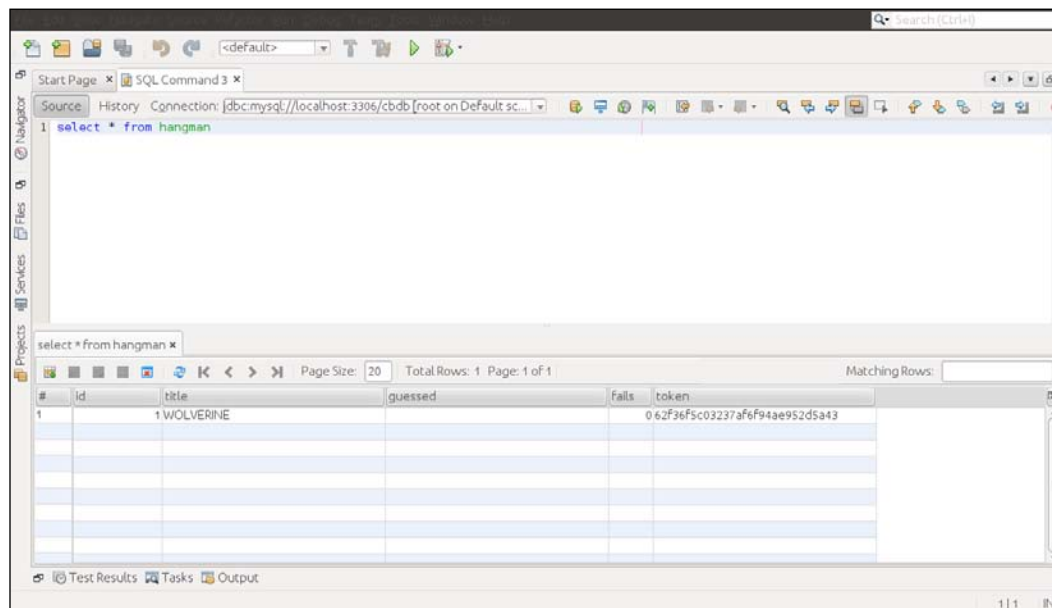 Search (Ctrl+I)
<default>
Start Page
SQL Command 3
Source History Connection: jdbc:mysql://localhost:3306/cbdb [root on Default sc...
1 select * from hangman
Navigator
Files
Services
Projects
select * from hangman
Page Size: 20 Total Rows: 1 Page: 1 of 1 Matching Rows:
# id title guessed fails token
1 1 WOLVERINE 0 62f36f5c03237af6f94ae952d5a43
Test Results Tasks Output
1|1